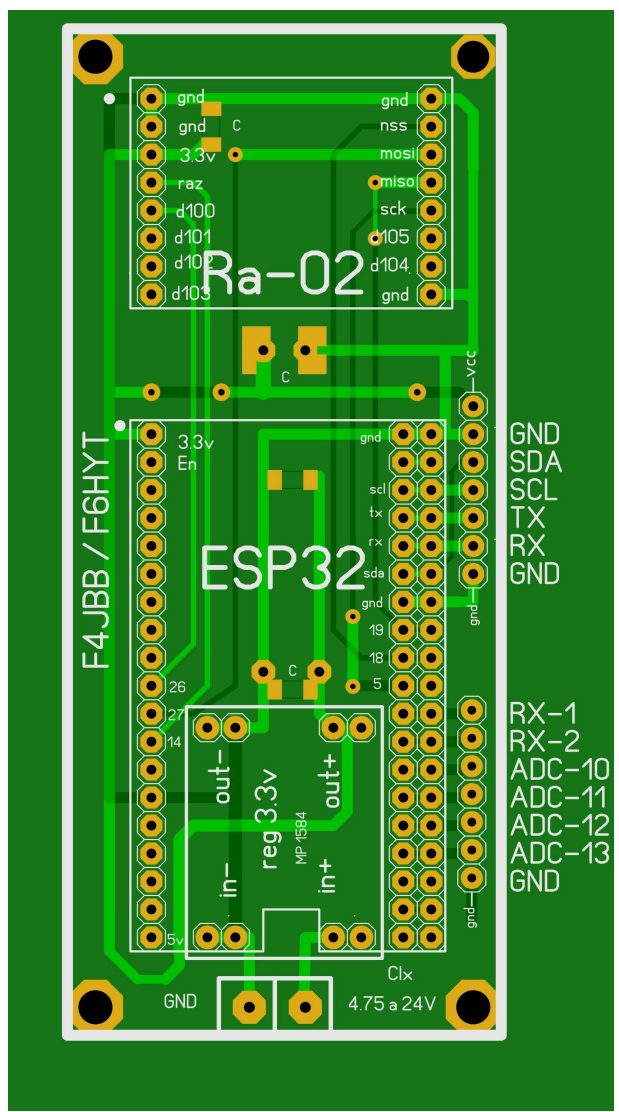 gnd
gnd
3.3v
raz
d100
d101
d102
d103
C
gnd
nss
mosi
miso
sck
d105
d104
gnd
Ra-02
C
vcc
F4JBB / F6HYT
3.3v
En
gnd
scl
tx
rx
sda
gnd
19
18
5
ESP32
GND
SDA
SCL
TX
RX
GND
gnd
C
26
27
14
5v
out-
out+
reg 3.3v
MP1584
in-
in+
RX-1
RX-2
ADC-10
ADC-11
ADC-12
ADC-13
GND
gnd
Clx
GND
4.75 a 24V